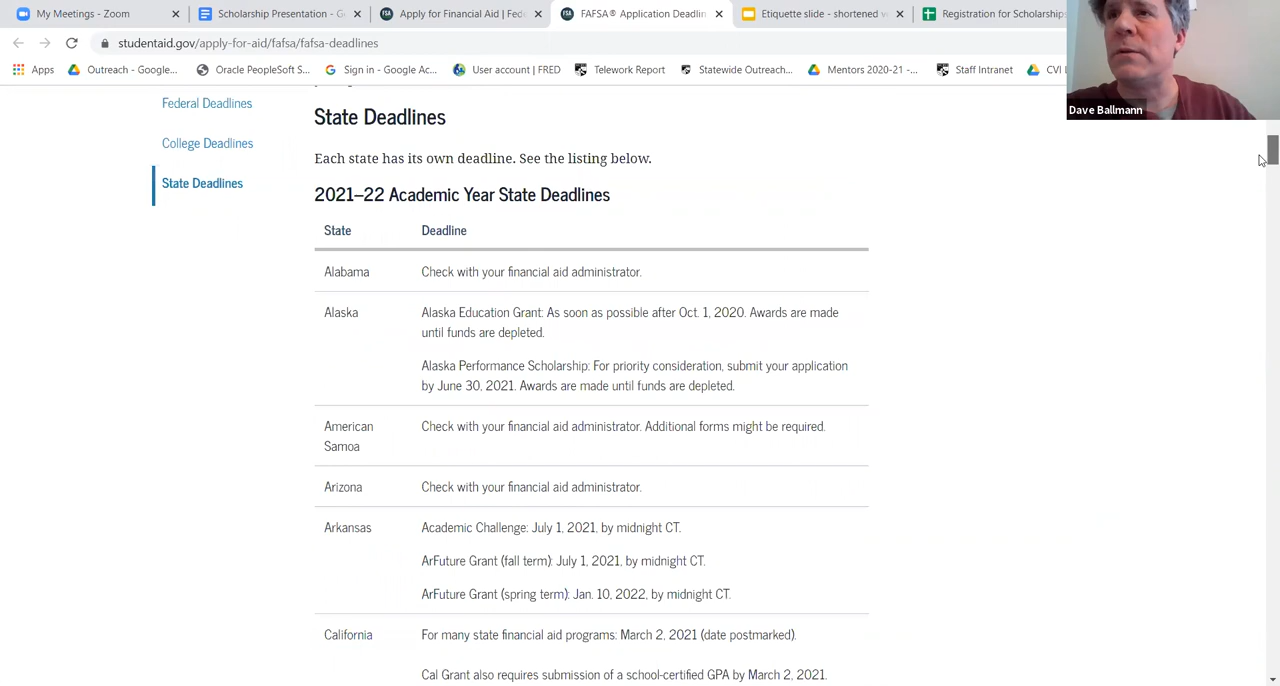 My Meetings - Zoom
Scholarship Presentation - G
Apply for Financial Aid | Fede
FAFSA® Application Deadlin
Etiquette slide - shortened v
Registration for Scholarships
studentaid.gov/apply-for-aid/fafsa/fafsa-deadlines
Apps
Outreach - Google...
Oracle PeopleSoft S...
Sign in - Google Ac...
User account | FRED
Telework Report
Statewide Outreach...
Mentors 2020-21 -...
Staff Intranet
CVI
Dave Ballmann
Federal Deadlines
College Deadlines
State Deadlines
State Deadlines
Each state has its own deadline. See the listing below.
2021–22 Academic Year State Deadlines
State Deadline
Alabama Check with your financial aid administrator.
Alaska Alaska Education Grant: As soon as possible after Oct. 1, 2020. Awards are made
until funds are depleted.
Alaska Performance Scholarship: For priority consideration, submit your application
by June 30, 2021. Awards are made until funds are depleted.
American Check with your financial aid administrator. Additional forms might be required.
Samoa
Arizona Check with your financial aid administrator.
Arkansas Academic Challenge: July 1, 2021, by midnight CT.
ArFuture Grant (fall term): July 1, 2021, by midnight CT.
ArFuture Grant (spring term): Jan. 10, 2022, by midnight CT.
California For many state financial aid programs: March 2, 2021 (date postmarked).
Cal Grant also requires submission of a school-certified GPA by March 2, 2021.